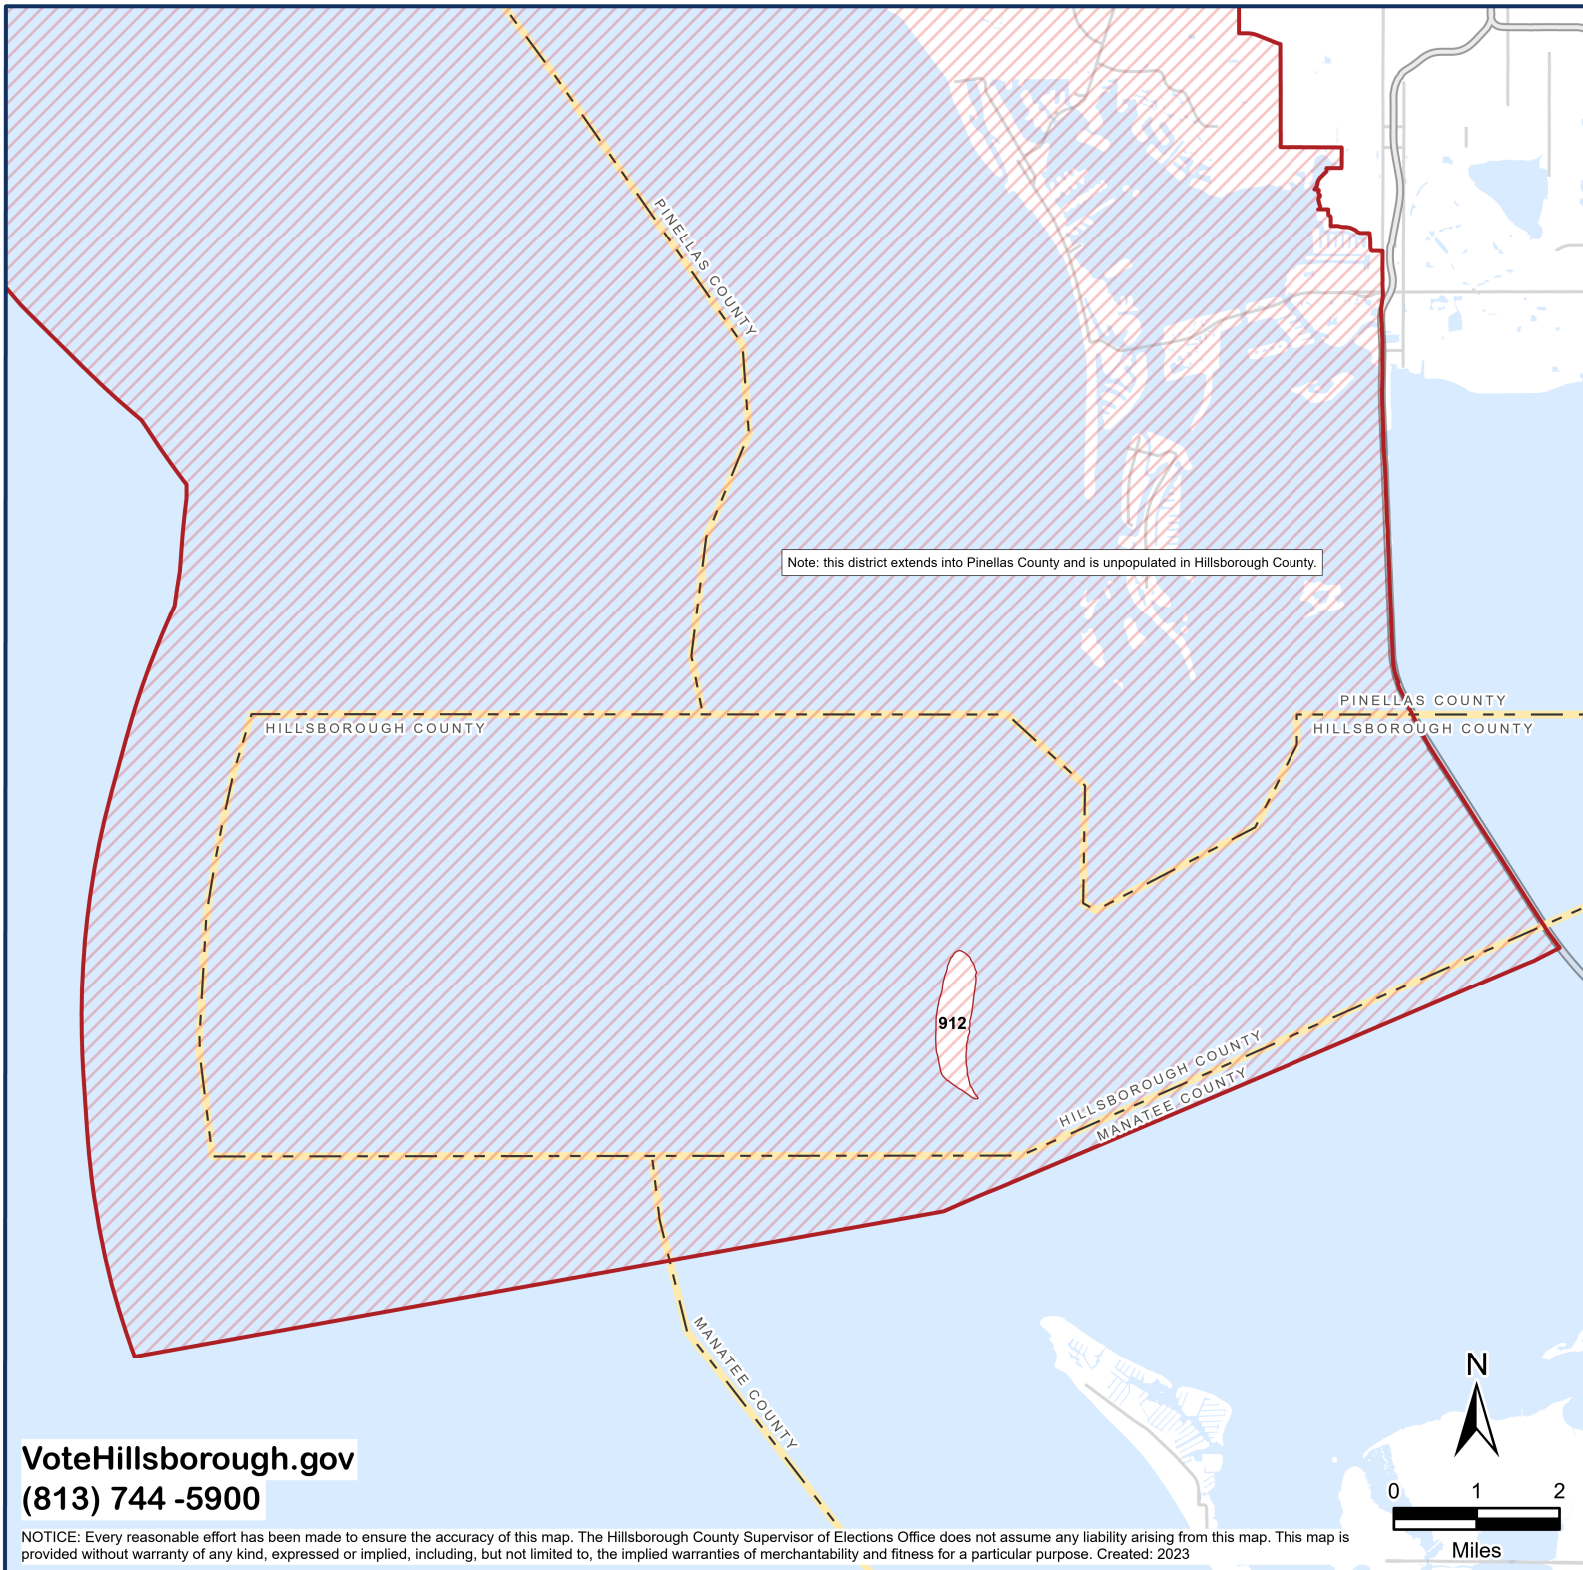 PINELLAS COUNTY
Note: this district extends into Pinellas County and is unpopulated in Hillsborough County.
PINELLAS COUNTY
HILLSBOROUGH COUNTY
HILLSBOROUGH COUNTY
912
HILLSBOROUGH COUNTY
MANATEE COUNTY
MANATEE COUNTY
N
VoteHillsborough.gov
(813) 744 -5900
0 1 2
Miles
NOTICE: Every reasonable effort has been made to ensure the accuracy of this map. The Hillsborough County Supervisor of Elections Office does not assume any liability arising from this map. This map is
provided without warranty of any kind, expressed or implied, including, but not limited to, the implied warranties of merchantability and fitness for a particular purpose. Created: 2023